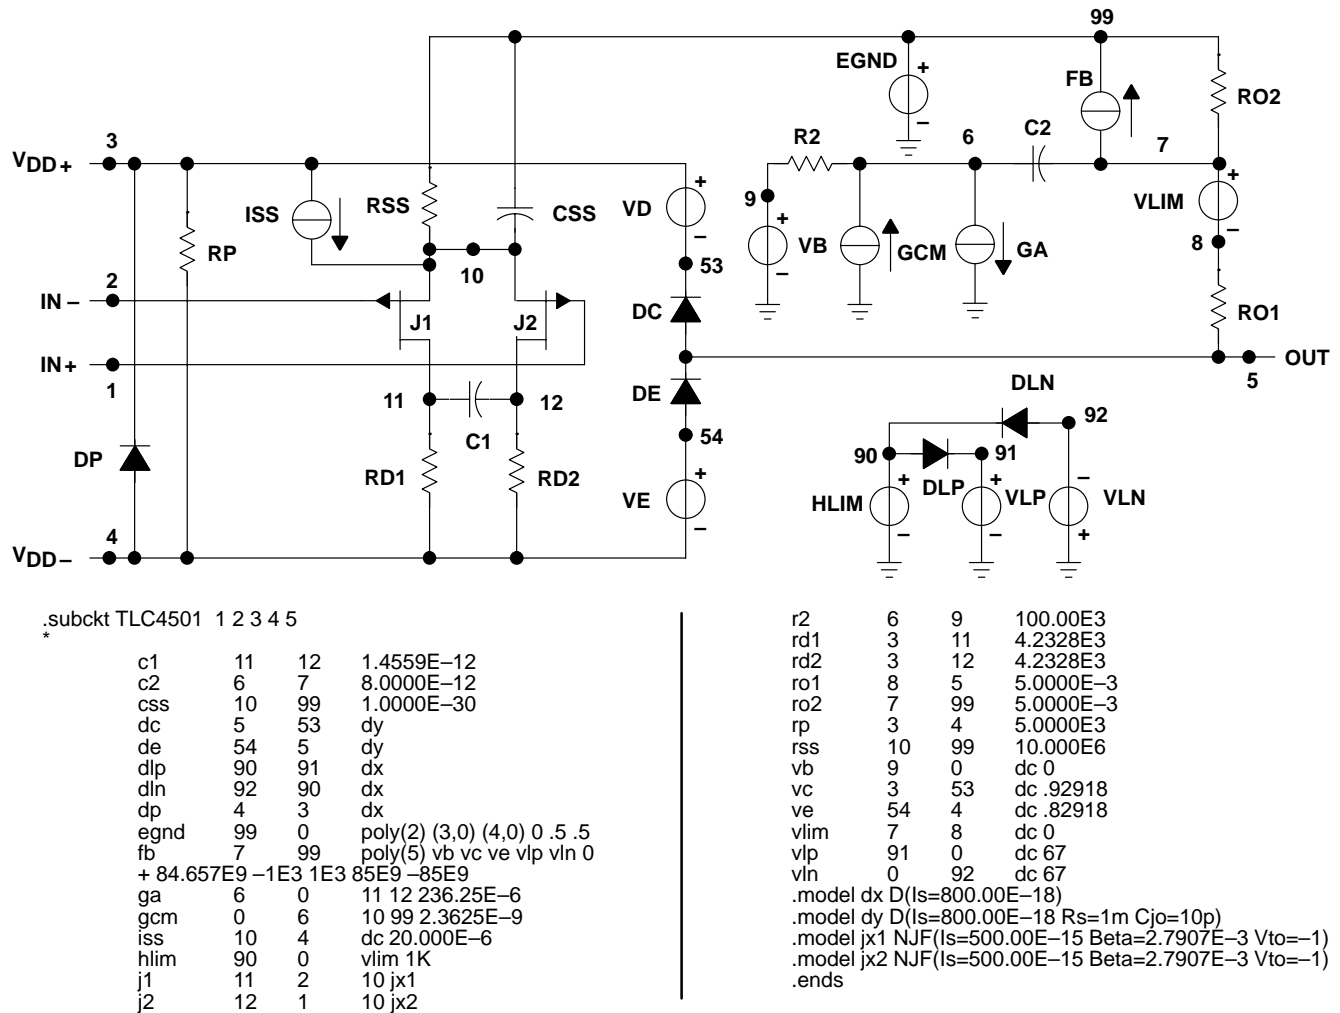 99
EGND
+
FB
RO2
3
VDD+
R2
6
C2
7
+
9
ISS
RSS
CSS
VD
+
–
VLIM
–
8
RP
10
53
+
VB
–
GCM
GA
2
IN –
J1
J2
DC
RO1
IN+
1
OUT
5
11
12
DE
DLN
C1
54
92
DP
90
91
RD1
RD2
VE
+
–
HLIM
+
–
DLP
+
VLP
–
–
VLN
+
4
VDD –
.subckt TLC4501 1 2 3 4 5
*
c1 11 12 1.4559E–12
c2 6 7 8.0000E–12
css 10 99 1.0000E–30
dc 5 53 dy
de 54 5 dy
dlp 90 91 dx
dln 92 90 dx
dp 4 3 dx
egnd 99 0 poly(2) (3,0) (4,0) 0 .5 .5
fb 7 99 poly(5) vb vc ve vlp vln 0
+ 84.657E9 –1E3 1E3 85E9 –85E9
ga 6 0 11 12 236.25E–6
gcm 0 6 10 99 2.3625E–9
iss 10 4 dc 20.000E–6
hlim 90 0 vlim 1K
j1 11 2 10 jx1
j2 12 1 10 jx2
r2 6 9 100.00E3
rd1 3 11 4.2328E3
rd2 3 12 4.2328E3
ro1 8 5 5.0000E–3
ro2 7 99 5.0000E–3
rp 3 4 5.0000E3
rss 10 99 10.000E6
vb 9 0 dc 0
vc 3 53 dc .92918
ve 54 4 dc .82918
vlim 7 8 dc 0
vlp 91 0 dc 67
vln 0 92 dc 67
.model dx D(Is=800.00E–18)
.model dy D(Is=800.00E–18 Rs=1m Cjo=10p)
.model jx1 NJF(Is=500.00E–15 Beta=2.7907E–3 Vto=–1)
.model jx2 NJF(Is=500.00E–15 Beta=2.7907E–3 Vto=–1)
.ends